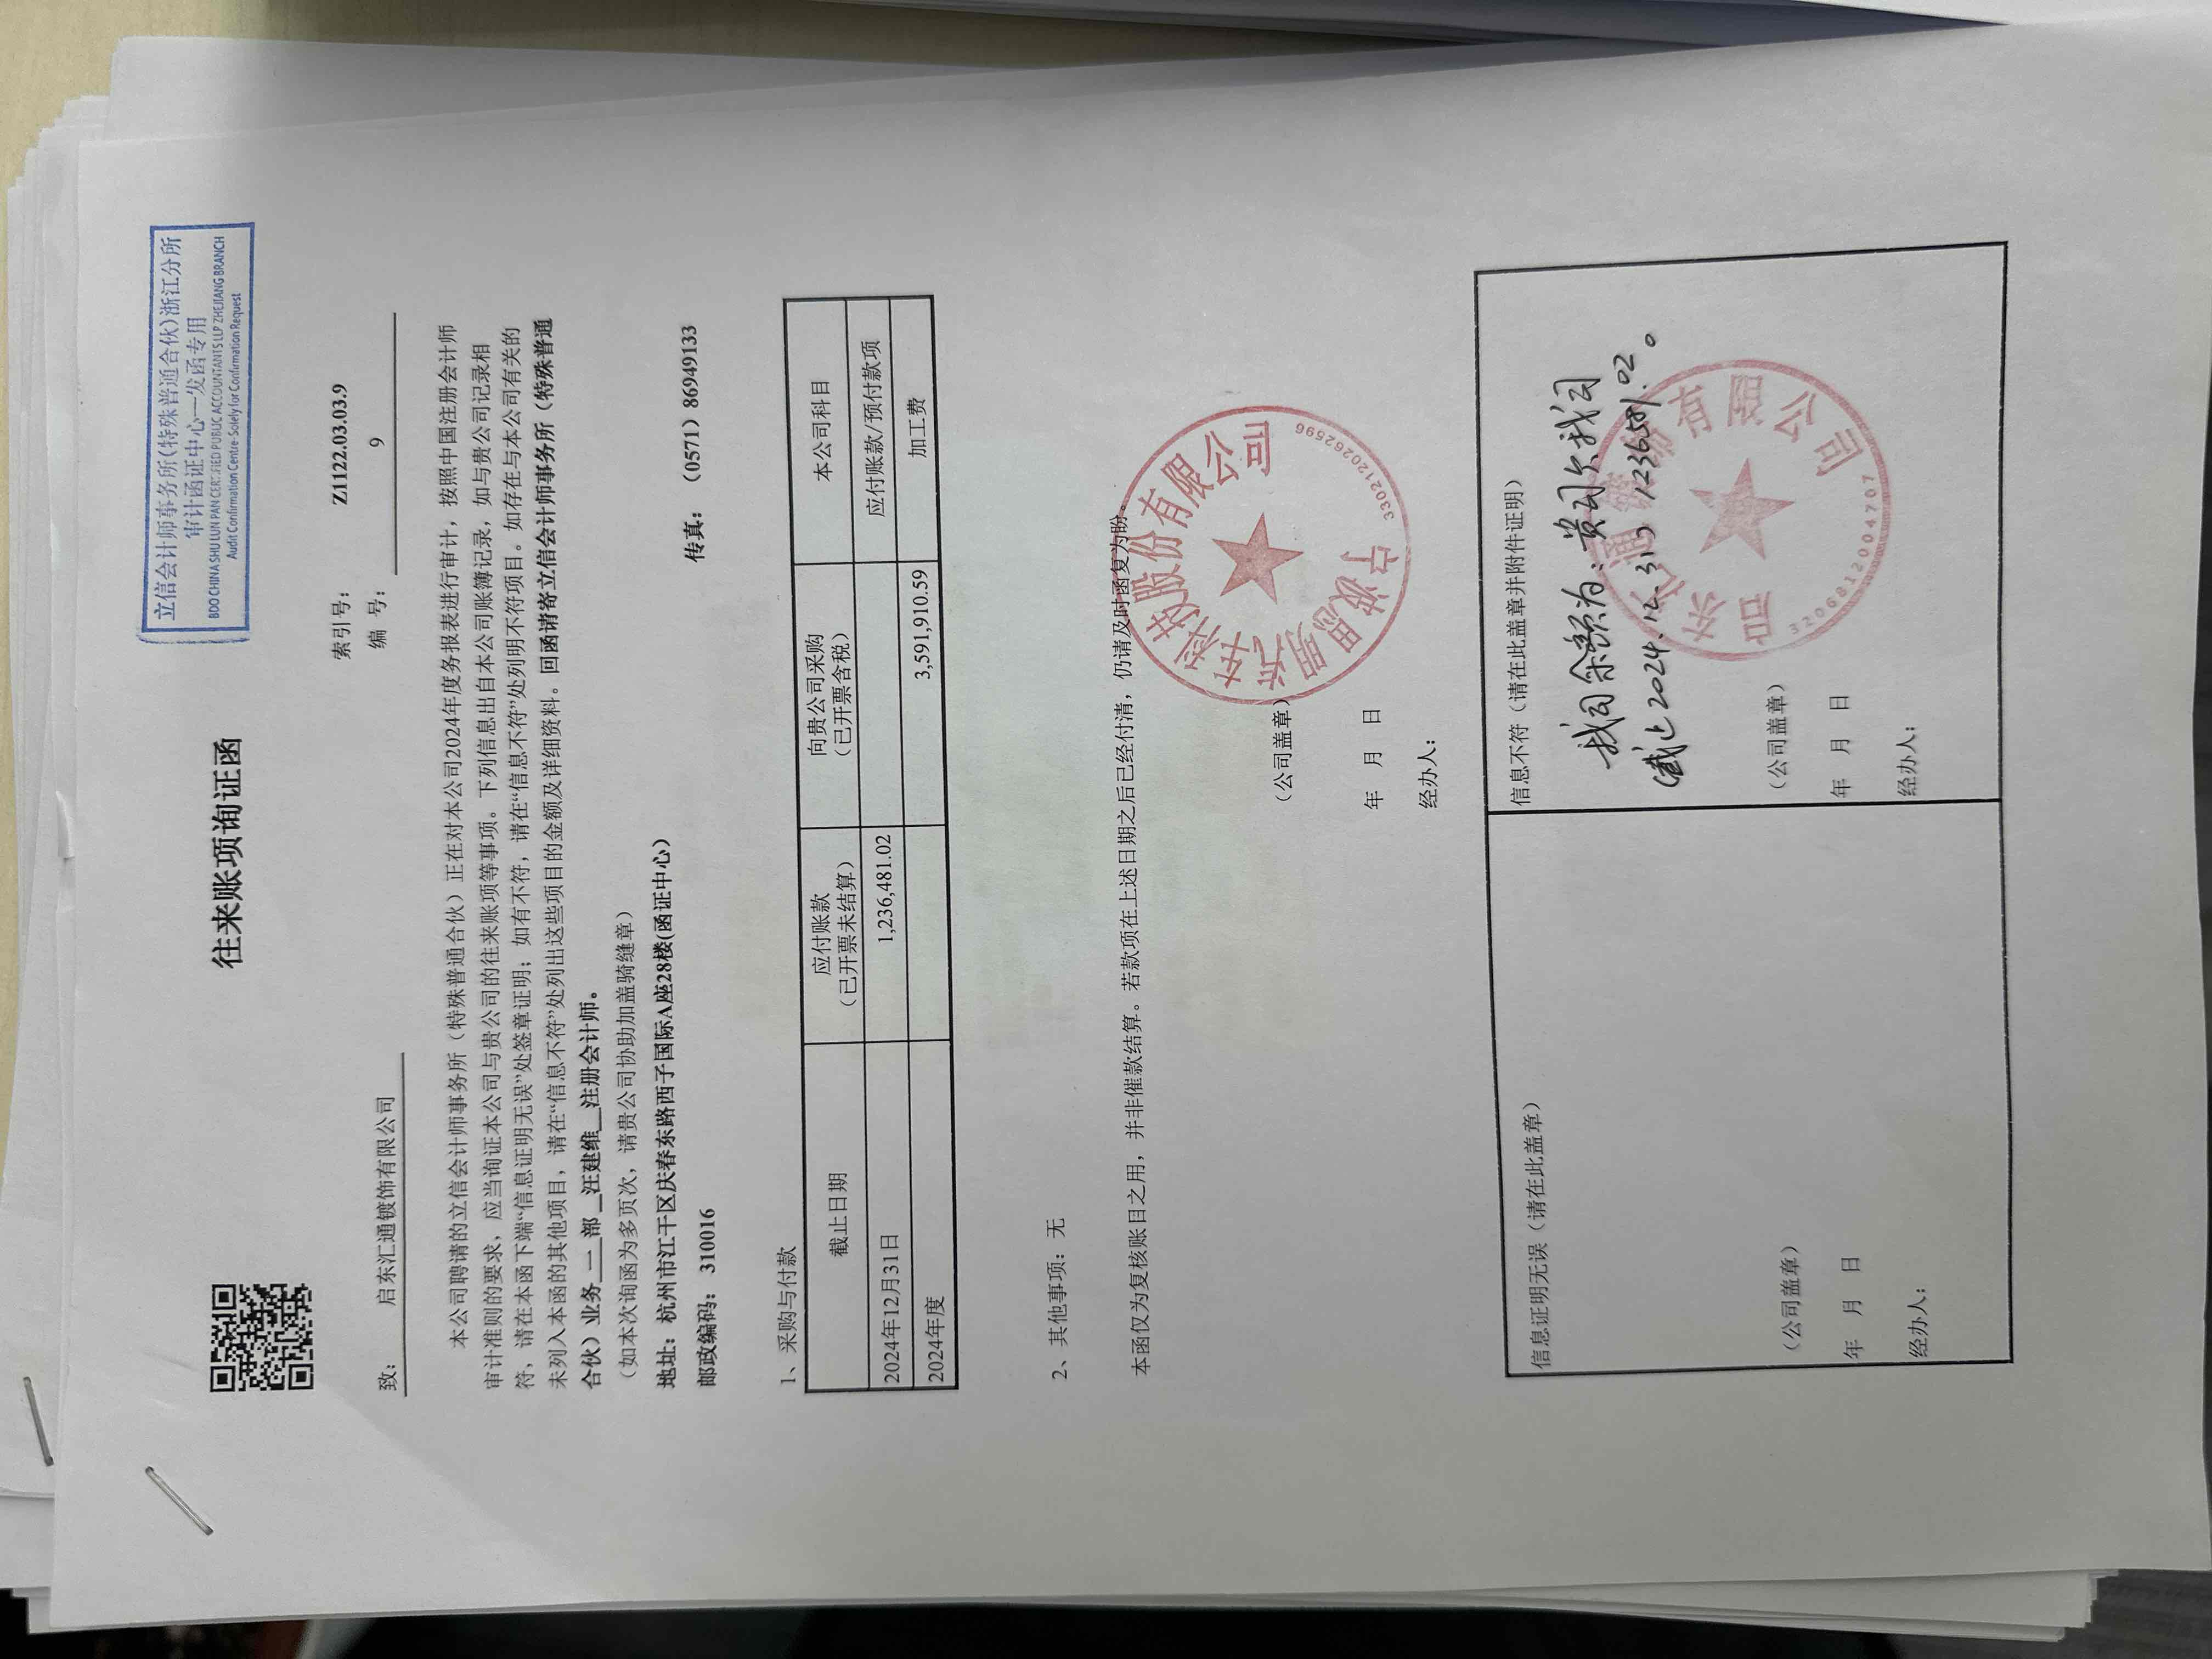 立信会计师事务所(特殊普通合伙)浙江分所
审计函证中心—发函专用
BDO CHINA SHU LUN PAN CERTIFIED PUBLIC ACCOUNTANTS LLP ZHEJIANG BRANCH
Audit Confirmation Centre-Solely for Confirmation Request
往来账项询证函
索引号： Z1122.03.03.9
致： 启东汇通镀饰有限公司 编 号： 9
本公司聘请的立信会计师事务所（特殊普通合伙）正在对本公司2024年度务报表进行审计，按照中国注册会计师
审计准则的要求，应当询证本公司与贵公司的往来账项等事项。下列信息出自本公司账簿记录，如与贵公司记录相
符，请在本函下端“信息证明无误”处签章证明；如有不符，请在“信息不符”处列明不符项目。如存在与本公司有关的
未列入本函的其他项目，请在“信息不符”处列出这些项目的金额及详细资料。回函请寄立信会计师事务所（特殊普通
合伙）业务 一 部 汪建维 注册会计师。
（如本次询函为多页次，请贵公司协助加盖骑缝章）
地址：杭州市江干区庆春东路西子国际A座28楼(函证中心)
邮政编码： 310016 传真：（0571）86949133
1、采购与付款
截止日期 应付账款 （已开票未结算） 向贵公司采购 （已开票含税） 本公司科目
2024年12月31日 1,236,481.02 应付账款/预付款项
2024年度 3,591,910.59 加工费
2、其他事项：无
本函仅为复核账目之用，并非催款结算。若款项在上述日期之后已经付清，仍请及时函复为盼。
宁波思明汽车科技股份有限公司
3302120262596
（公司盖章）
年 月 日
经办人：
信息证明无误（请在此盖章）
（公司盖章）
年 月 日
经办人：
信息不符（请在此盖章并附件证明）
我司余额为：贵司欠我司
（截止2024.12.31） 1236581.02。
启东汇通镀饰有限公司
3206812004707
（公司盖章）
年 月 日
经办人：